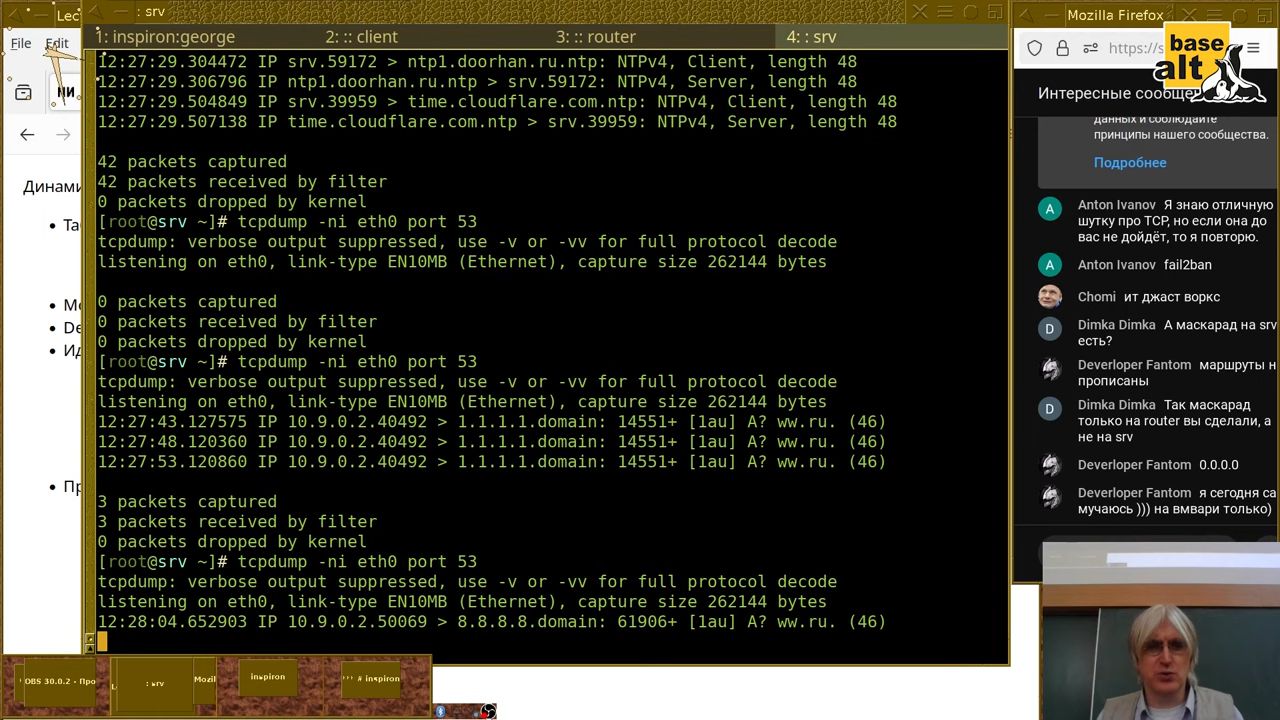 Lec
: srv
Mozilla Firefox
File Edit
1: inspiron:george
2: :: client
3: :: router
4: :: srv
12:27:29.304472 IP srv.59172 > ntp1.doorhan.ru.ntp: NTPv4, Client, length 48
12:27:29.306796 IP ntp1.doorhan.ru.ntp > srv.59172: NTPv4, Server, length 48
12:27:29.504849 IP srv.39959 > time.cloudflare.com.ntp: NTPv4, Client, length 48
12:27:29.507138 IP time.cloudflare.com.ntp > srv.39959: NTPv4, Server, length 48
42 packets captured
42 packets received by filter
0 packets dropped by kernel
[root@srv ~]# tcpdump -ni eth0 port 53
tcpdump: verbose output suppressed, use -v or -vv for full protocol decode
listening on eth0, link-type EN10MB (Ethernet), capture size 262144 bytes
0 packets captured
0 packets received by filter
0 packets dropped by kernel
[root@srv ~]# tcpdump -ni eth0 port 53
tcpdump: verbose output suppressed, use -v or -vv for full protocol decode
listening on eth0, link-type EN10MB (Ethernet), capture size 262144 bytes
12:27:43.127575 IP 10.9.0.2.40492 > 1.1.1.1.domain: 14551+ [1au] A? ww.ru. (46)
12:27:48.120360 IP 10.9.0.2.40492 > 1.1.1.1.domain: 14551+ [1au] A? ww.ru. (46)
12:27:53.120860 IP 10.9.0.2.40492 > 1.1.1.1.domain: 14551+ [1au] A? ww.ru. (46)
3 packets captured
3 packets received by filter
0 packets dropped by kernel
[root@srv ~]# tcpdump -ni eth0 port 53
tcpdump: verbose output suppressed, use -v or -vv for full protocol decode
listening on eth0, link-type EN10MB (Ethernet), capture size 262144 bytes
12:28:04.652903 IP 10.9.0.2.50069 > 8.8.8.8.domain: 61906+ [1au] A? ww.ru. (46)
ни
Динами
Та
Мо
De
Ид
Пр
https://s
base
alt
Интересные сообще
данных и соблюдайте
принципы нашего сообщества.
Подробнее
A Anton Ivanov Я знаю отличную
шутку про TCP, но если она до
вас не дойдёт, то я повторю.
A Anton Ivanov fail2ban
Chomi ит джаст воркс
D Dimka Dimka А маскарад на srv
есть?
Deverloper Fantom маршруты н
прописаны
D Dimka Dimka Так маскарад
только на router вы сделали, а
не на srv
Deverloper Fantom 0.0.0.0
Deverloper Fantom я сегодня са
мучаюсь ))) на вмвари только)
OBS 30.0.2 - Про
: srv
Mozil
inspiron
# inspiron